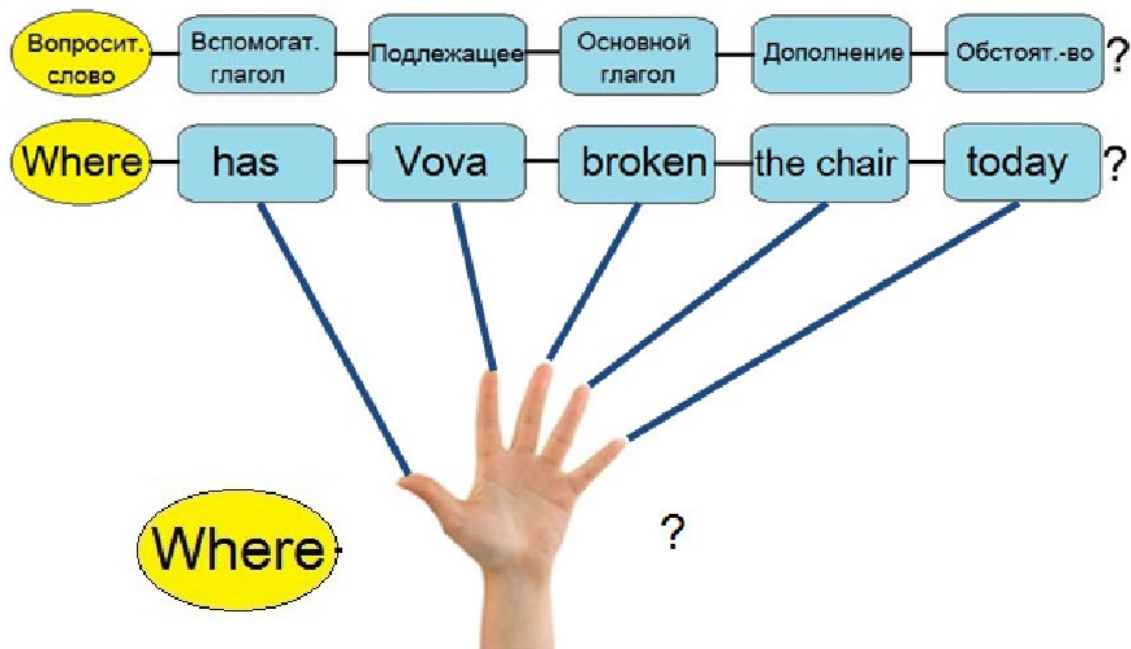 Вопросит. слово
Вспомогат. глагол
Подлежащее
Основной глагол
Дополнение
Обстоят.-во
?
Where
has
Vova
broken
the chair
today
?
Where
?